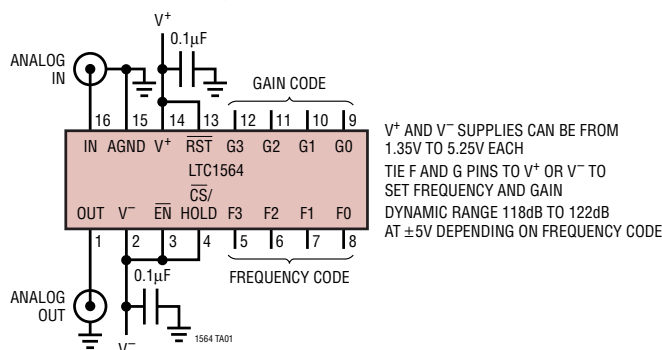 V+
0.1µF
ANALOG
IN
GAIN CODE
16 15 14 13 12 11 10 9
IN AGND V+ RST G3 G2 G1 G0
LTC1564
CS/
OUT V– EN HOLD F3 F2 F1 F0
1 2 3 4 5 6 7 8
0.1µF
FREQUENCY CODE
ANALOG
OUT
V–
1564 TA01
V+ AND V– SUPPLIES CAN BE FROM
1.35V TO 5.25V EACH
TIE F AND G PINS TO V+ OR V– TO
SET FREQUENCY AND GAIN
DYNAMIC RANGE 118dB TO 122dB
AT ±5V DEPENDING ON FREQUENCY CODE